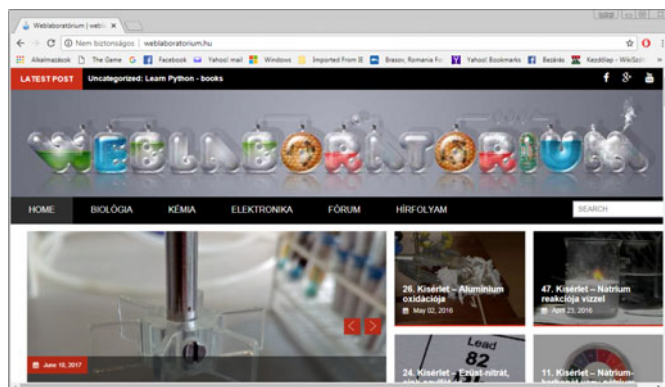 Weblaboratórium | webla
Nem biztonságos | weblaboratorium.hu
Alkalmazások The Game G Facebook Yahoo! mail Windows Imported From IE Brasov, Romania Fo Yahoo! Bookmarks Bezárás Kezdőlap - WikiSzótár
LATEST POST Uncategorized: Learn Python - books
WEBLABORATORIUM
HOME BIOLÓGIA KÉMIA ELEKTRONIKA FÓRUM HÍRFOLYAM SEARCH
26. Kísérlet – Alumínium
oxidációja
May 02, 2016
47. Kísérlet – Nátrium
reakciója vízzel
April 23, 2016
June 10, 2017
Lead
82
24. Kísérlet – Ezüst-nitrát,
11. Kísérlet – Nátrium-